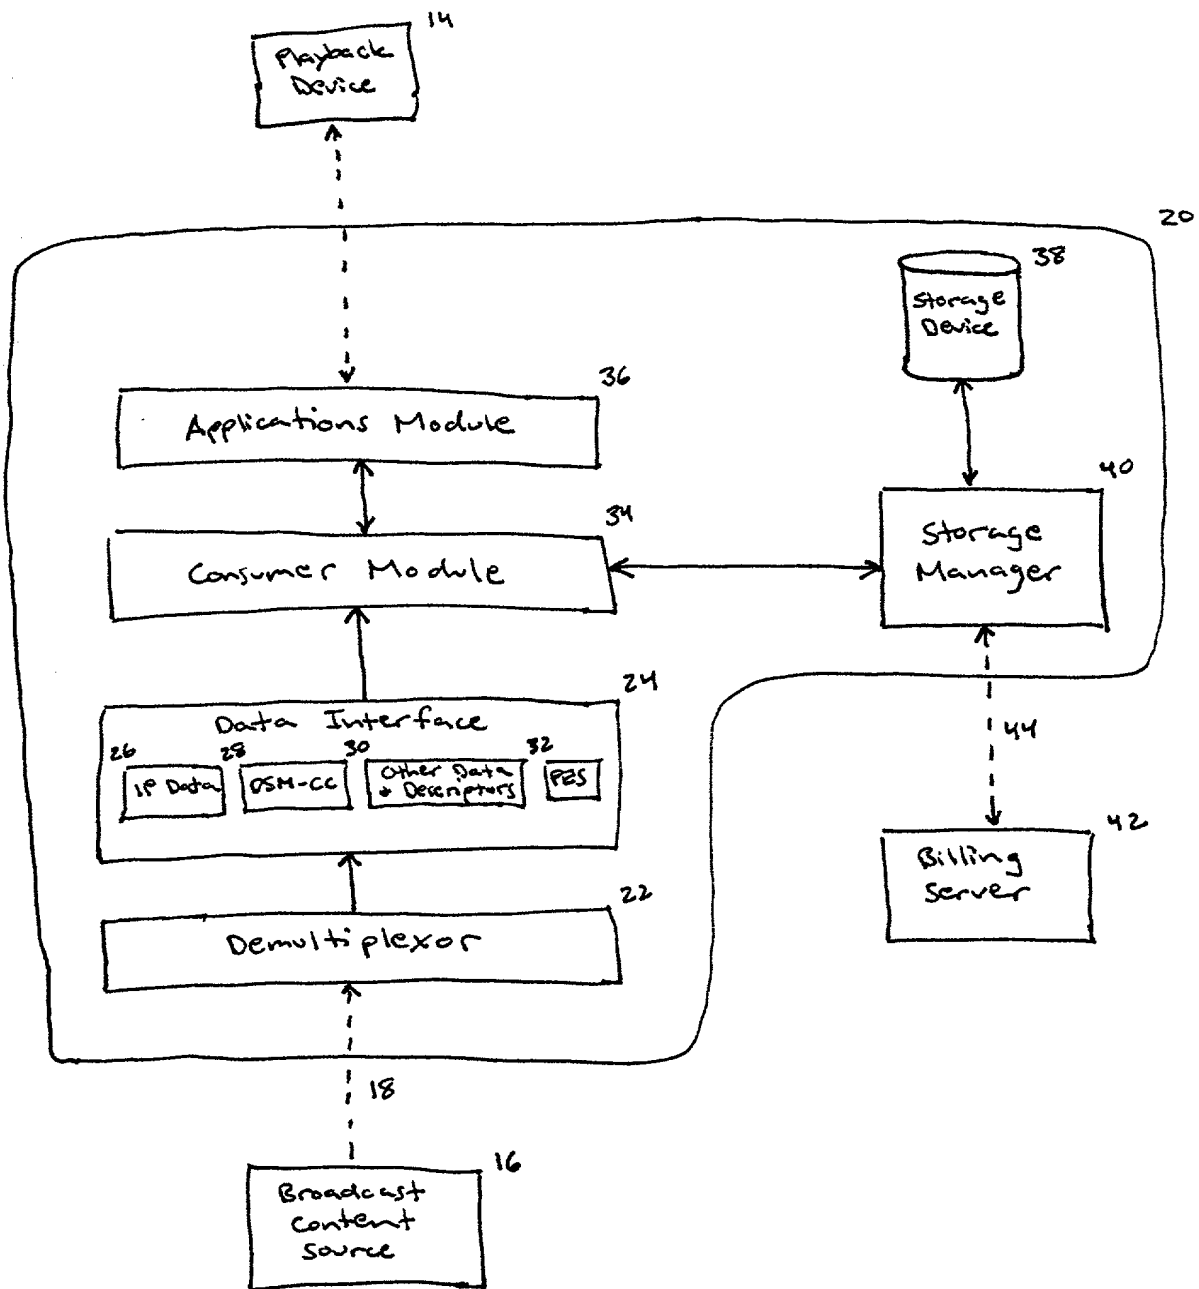 14
Playback
Device
20
38
Storage
Device
36
Applications Module
40
Storage
Manager
34
Consumer Module
24
Data Interface
26 28 30 32
IP Data
DSM-CC
Other Data
+ Descriptors
PES
44
42
Billing
Server
22
Demultiplexor
18
16
Broadcast
Content
Source